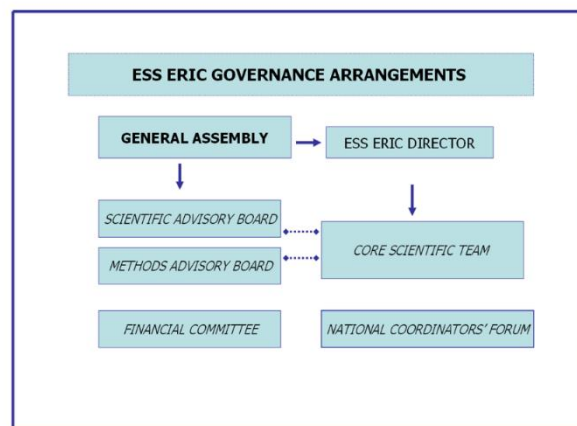 ESS ERIC GOVERNANCE ARRANGEMENTS
GENERAL ASSEMBLY
ESS ERIC DIRECTOR
SCIENTIFIC ADVISORY BOARD
METHODS ADVISORY BOARD
CORE SCIENTIFIC TEAM
FINANCIAL COMMITTEE
NATIONAL COORDINATORS' FORUM